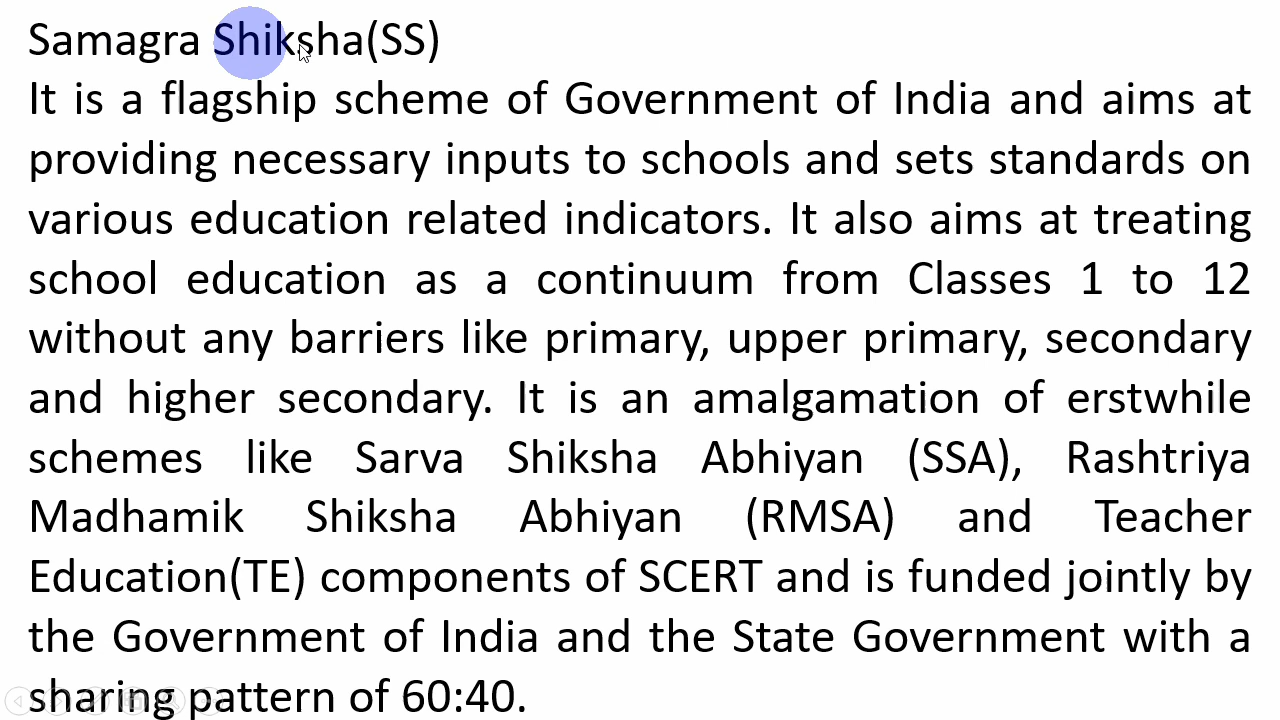 Samagra Shiksha(SS)
It is a flagship scheme of Government of India and aims at
providing necessary inputs to schools and sets standards on
various education related indicators. It also aims at treating
school education as a continuum from Classes 1 to 12
without any barriers like primary, upper primary, secondary
and higher secondary. It is an amalgamation of erstwhile
schemes like Sarva Shiksha Abhiyan (SSA), Rashtriya
Madhamik Shiksha Abhiyan (RMSA) and Teacher
Education(TE) components of SCERT and is funded jointly by
the Government of India and the State Government with a
sharing pattern of 60:40.